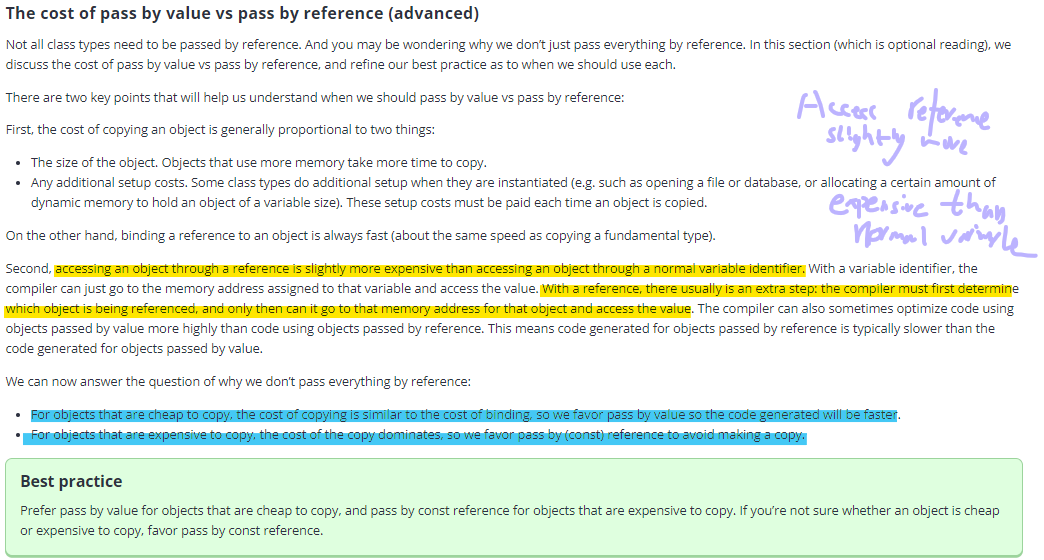 The cost of pass by value vs pass by reference (advanced)
Not all class types need to be passed by reference. And you may be wondering why we don’t just pass everything by reference. In this section (which is optional reading), we
discuss the cost of pass by value vs pass by reference, and refine our best practice as to when we should use each.
There are two key points that will help us understand when we should pass by value vs pass by reference:
First, the cost of copying an object is generally proportional to two things:
• The size of the object. Objects that use more memory take more time to copy.
• Any additional setup costs. Some class types do additional setup when they are instantiated (e.g. such as opening a file or database, or allocating a certain amount of
dynamic memory to hold an object of a variable size). These setup costs must be paid each time an object is copied.
On the other hand, binding a reference to an object is always fast (about the same speed as copying a fundamental type).
Second, accessing an object through a reference is slightly more expensive than accessing an object through a normal variable identifier. With a variable identifier, the
compiler can just go to the memory address assigned to that variable and access the value. With a reference, there usually is an extra step: the compiler must first determine
which object is being referenced, and only then can it go to that memory address for that object and access the value. The compiler can also sometimes optimize code using
objects passed by value more highly than code using objects passed by reference. This means code generated for objects passed by reference is typically slower than the
code generated for objects passed by value.
We can now answer the question of why we don’t pass everything by reference:
• For objects that are cheap to copy, the cost of copying is similar to the cost of binding, so we favor pass by value so the code generated will be faster.
• For objects that are expensive to copy, the cost of the copy dominates, so we favor pass by (const) reference to avoid making a copy.
Best practice
Prefer pass by value for objects that are cheap to copy, and pass by const reference for objects that are expensive to copy. If you’re not sure whether an object is cheap
or expensive to copy, favor pass by const reference.
Access reference
slightly more
expensive than
Normal variable